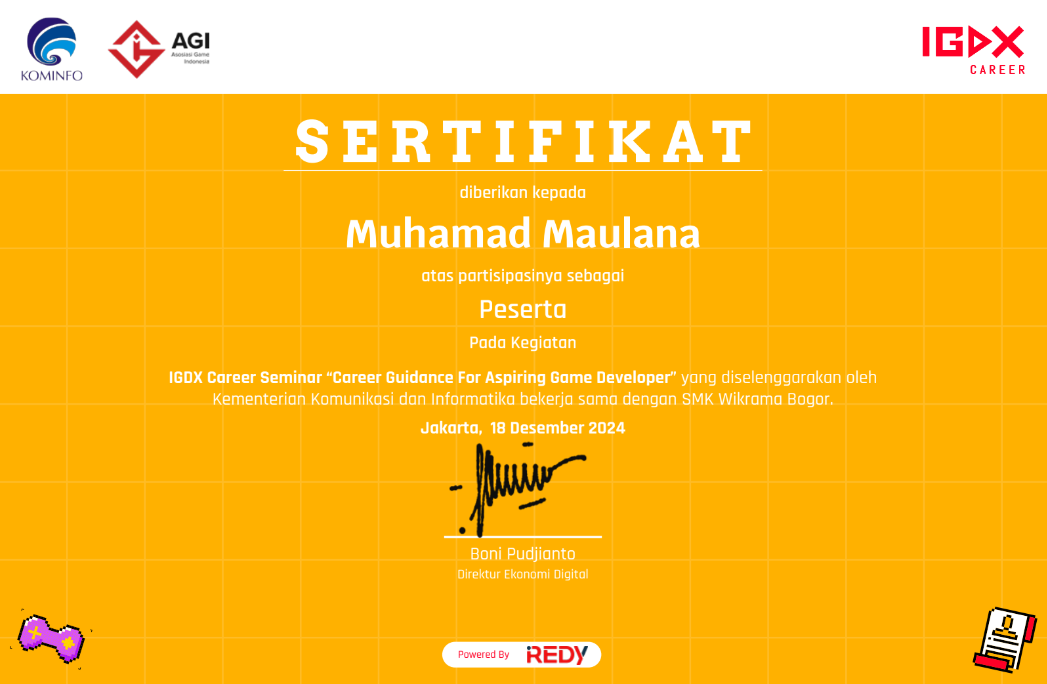 KOMINFO
AGI
Asosiasi Game
Indonesia
IGDX
CAREER
SERTIFIKAT
diberikan kepada
Muhamad Maulana
atas partisipasinya sebagai
Peserta
Pada Kegiatan
IGDX Career Seminar “Career Guidance For Aspiring Game Developer” yang diselenggarakan oleh
Kementerian Komunikasi dan Informatika bekerja sama dengan SMK Wikrama Bogor.
Jakarta, 18 Desember 2024
Boni Pudjianto
Direktur Ekonomi Digital
Powered By iREDY